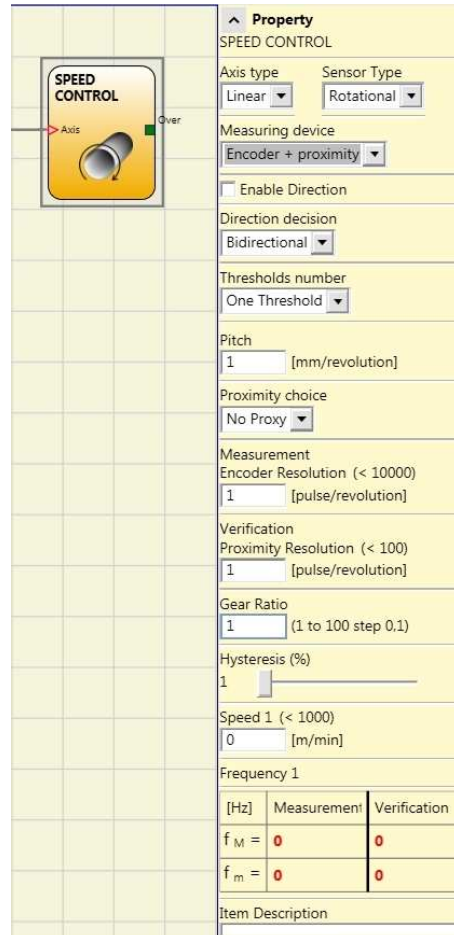 SPEED
CONTROL
Axis
Over
Property
SPEED CONTROL
Axis type Sensor Type
Linear Rotational
Measuring device
Encoder + proximity
Enable Direction
Direction decision
Bidirectional
Thresholds number
One Threshold
Pitch
1 [mm/revolution]
Proximity choice
No Proxy
Measurement
Encoder Resolution (< 10000)
1 [pulse/revolution]
Verification
Proximity Resolution (< 100)
1 [pulse/revolution]
Gear Ratio
1 (1 to 100 step 0,1)
Hysteresis (%)
1
Speed 1 (< 1000)
0 [m/min]
Frequency 1
[Hz] Measurement Verification
f M = 0 0
f m = 0 0
Item Description